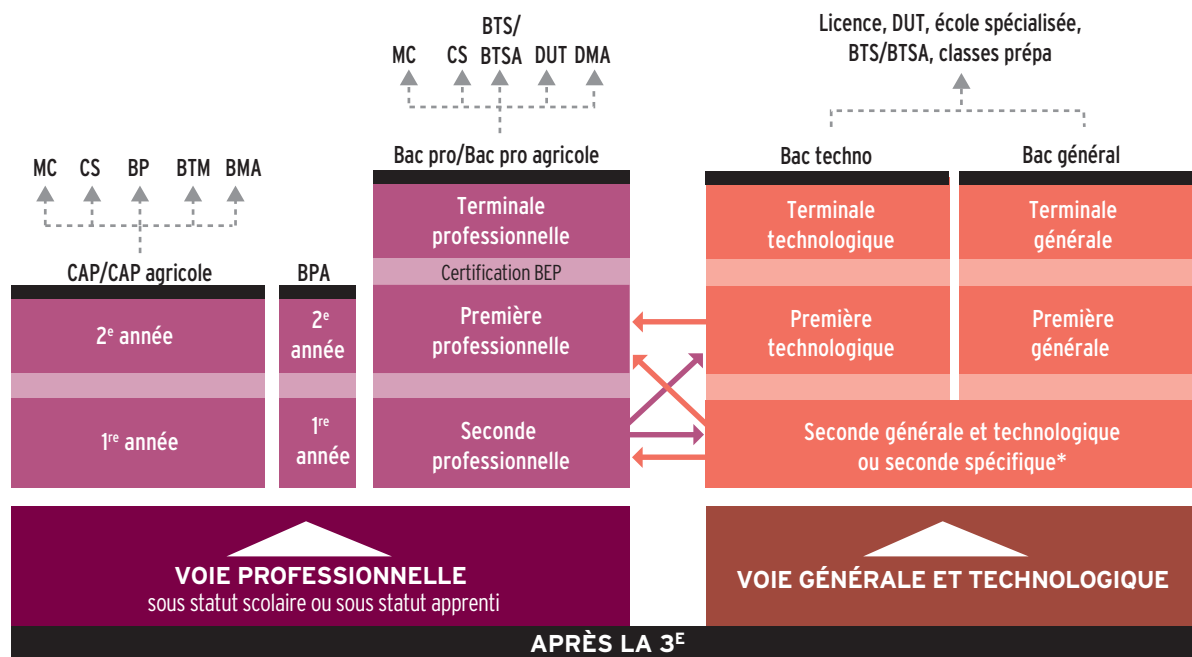 Licence, DUT, école spécialisée,
BTS/BTSA, classes prépa
BTS/
MC CS BTSA DUT DMA
Bac pro/Bac pro agricole
Bac techno
Bac général
MC CS BP BTM BMA
CAP/CAP agricole
BPA
Terminale
professionnelle
Terminale
technologique
Terminale
générale
Certification BEP
2e année
2e
année
Première
professionnelle
Première
technologique
Première
générale
1re année
1re
année
Seconde
professionnelle
Seconde générale et technologique
ou seconde spécifique*
VOIE PROFESSIONNELLE
sous statut scolaire ou sous statut apprenti
VOIE GÉNÉRALE ET TECHNOLOGIQUE
APRÈS LA 3E